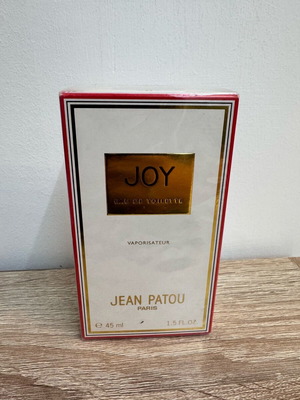 JOY
EAU DE TOILETTE
VAPORISATEUR
JEAN PATOU
PARIS
℮ 45 ml 1.5 FL.OZ